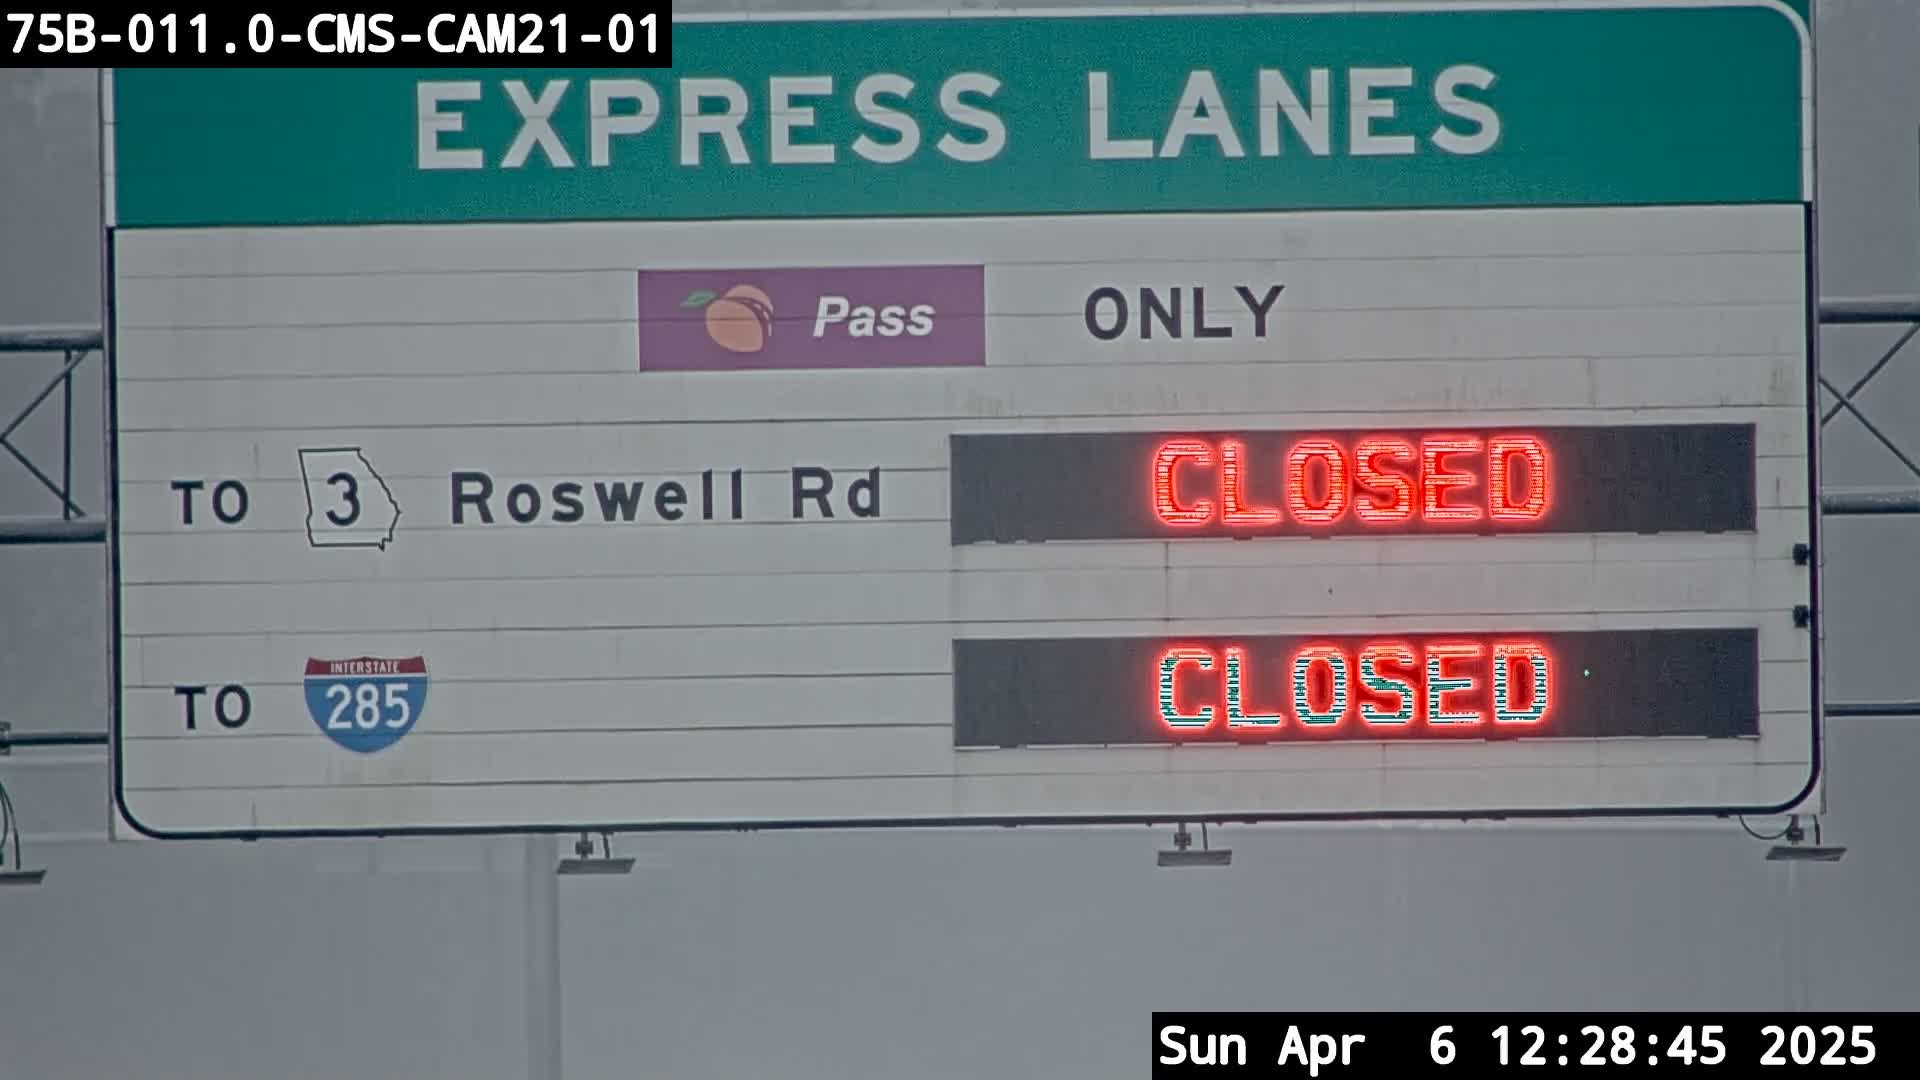 75B-011.0-CMS-CAM21-01
EXPRESS LANES
Pass ONLY
TO 3 Roswell Rd CLOSED
TO INTERSTATE 285 CLOSED
Sun Apr 6 12:28:45 2025